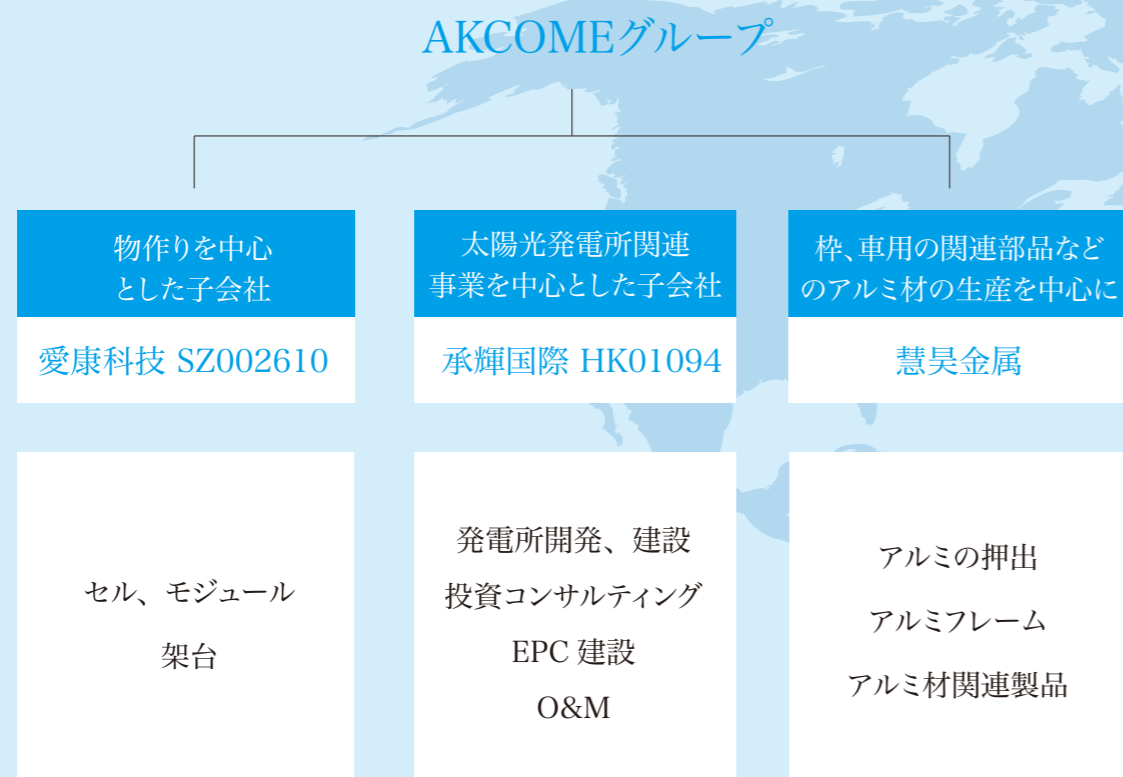 AKCOMEグループ
物作りを中心
とした子会社
愛康科技 SZ002610
セル、モジュール
架台
太陽光発電所関連
事業を中心とした子会社
承輝国際 HK01094
発電所開発、建設
投資コンサルティング
EPC 建設
O&M
枠、車用の関連部品など
のアルミ材の生産を中心に
慧昊金属
アルミの押出
アルミフレーム
アルミ材関連製品